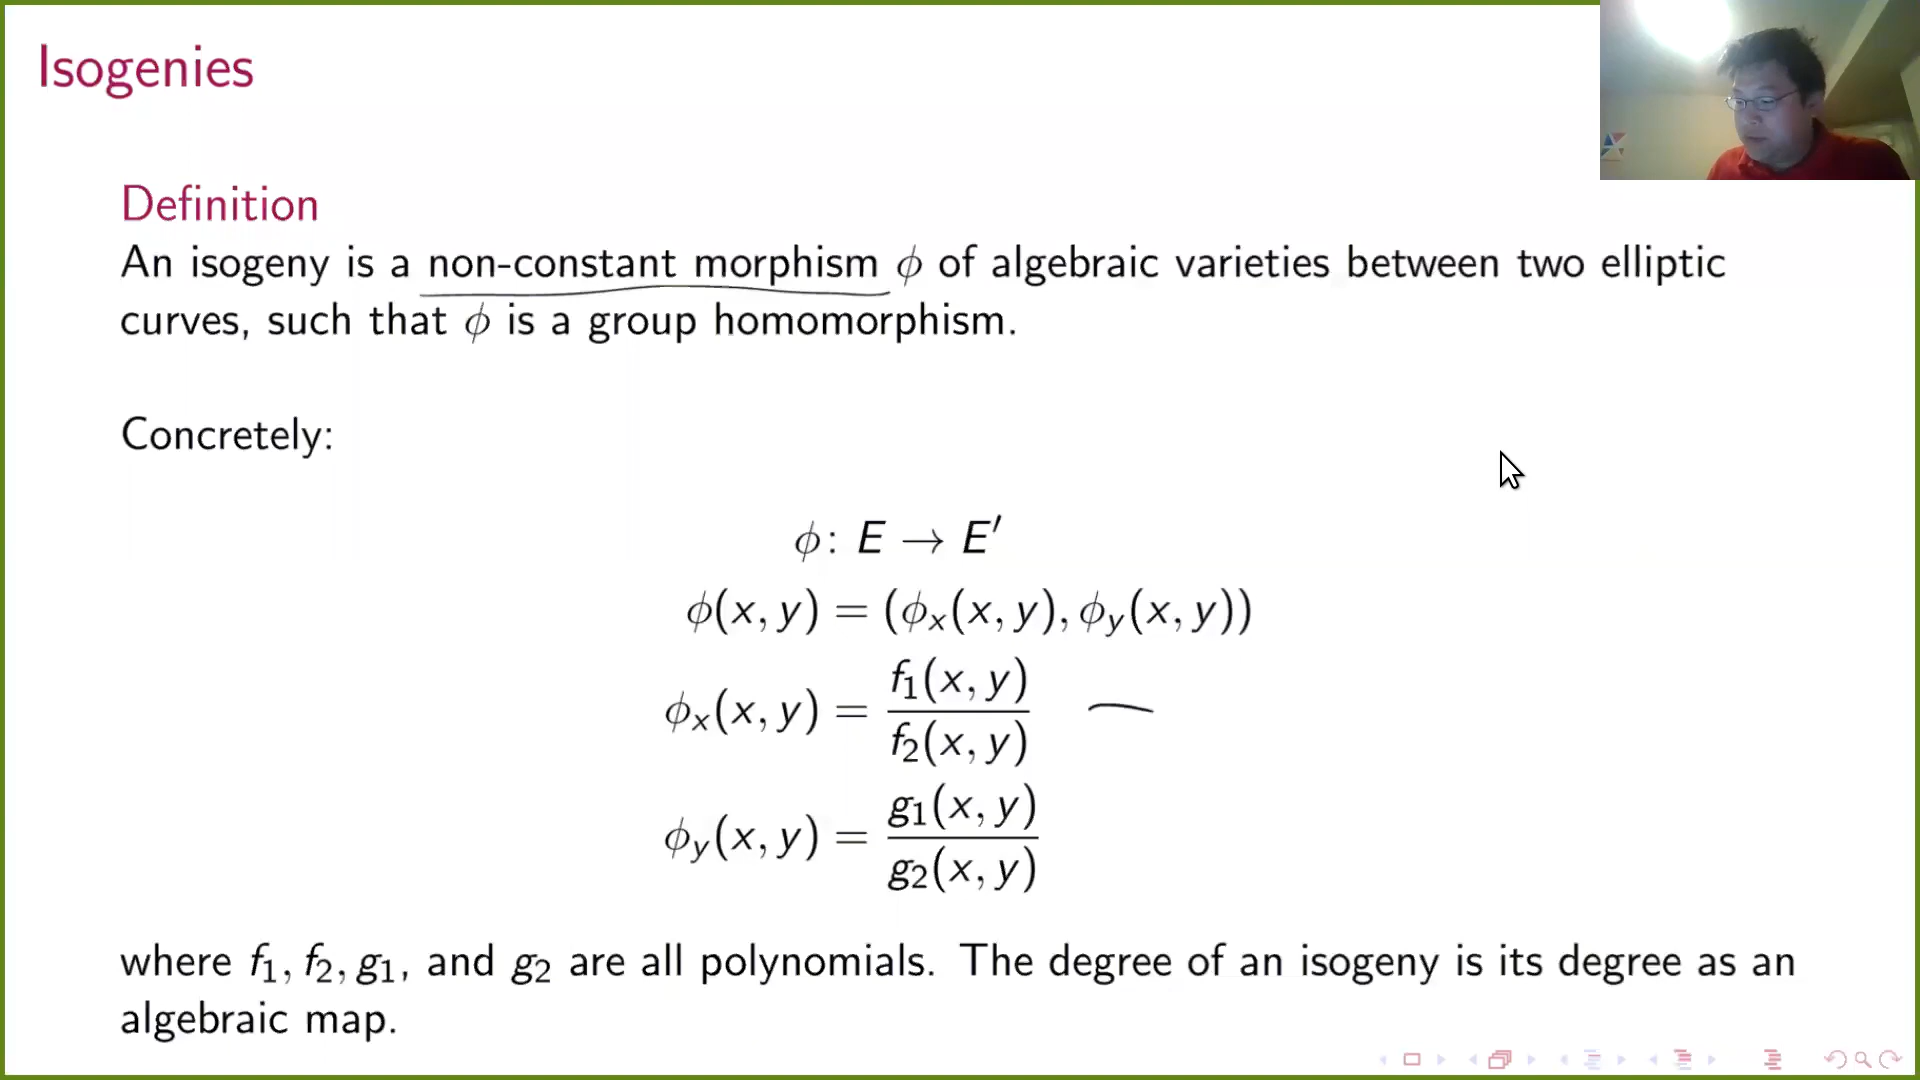 Isogenies
Definition
An isogeny is a non-constant morphism ϕ of algebraic varieties between two elliptic
curves, such that ϕ is a group homomorphism.
Concretely:
ϕ: E → E′
ϕ(x, y) = (ϕₓ(x, y), ϕ_y(x, y))
ϕₓ(x, y) = f₁(x, y) / f₂(x, y)
ϕ_y(x, y) = g₁(x, y) / g₂(x, y)
where f₁, f₂, g₁, and g₂ are all polynomials. The degree of an isogeny is its degree as an
algebraic map.